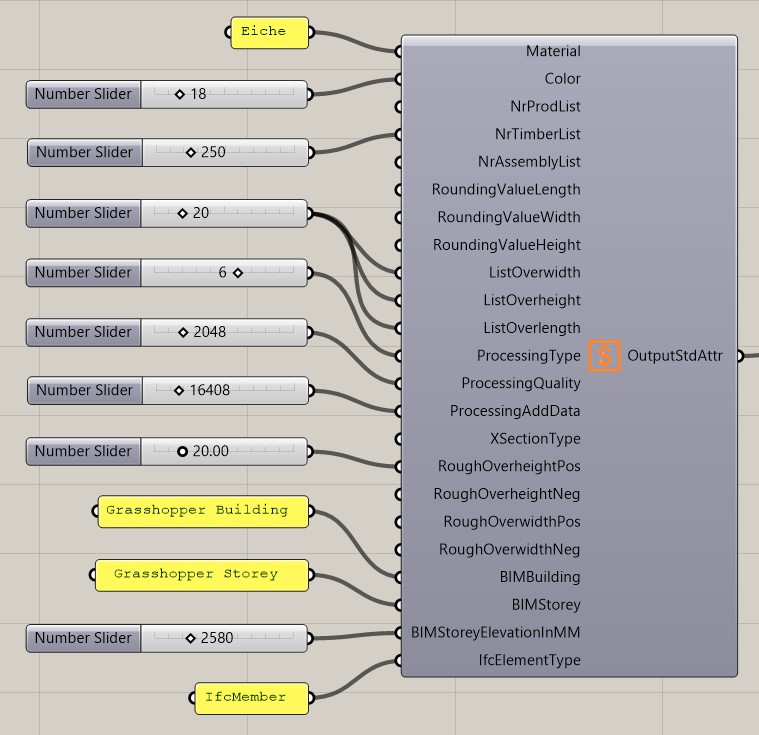 Eiche
Number Slider 18
Number Slider 250
Number Slider 20
Number Slider 6
Number Slider 2048
Number Slider 16408
Number Slider 20.00
Grasshopper Building
Grasshopper Storey
Number Slider 2580
IfcMember
Material
Color
NrProdList
NrTimberList
NrAssemblyList
RoundingValueLength
RoundingValueWidth
RoundingValueHeight
ListOverwidth
ListOverheight
ListOverlength
ProcessingType
ProcessingQuality
ProcessingAddData
XSectionType
RoughOverheightPos
RoughOverheightNeg
RoughOverwidthPos
RoughOverwidthNeg
BIMBuilding
BIMStorey
BIMStoreyElevationInMM
IfcElementType
S
OutputStdAttr